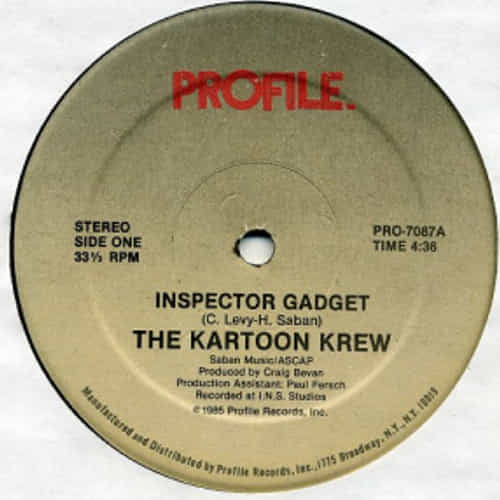 PROFILE.
STEREO
SIDE ONE
33⅓ RPM
PRO-7087A
TIME 4:36
INSPECTOR GADGET
(C. Levy-H. Saban)
THE KARTOON KREW
Saban Music/ASCAP
Produced by Craig Bevan
Production Assistant: Paul Fersch
Recorded at I.N.S. Studios
©1985 Profile Records, Inc.
Manufactured and Distributed by Profile Records, Inc., 1775 Broadway, N.Y., N.Y. 10019